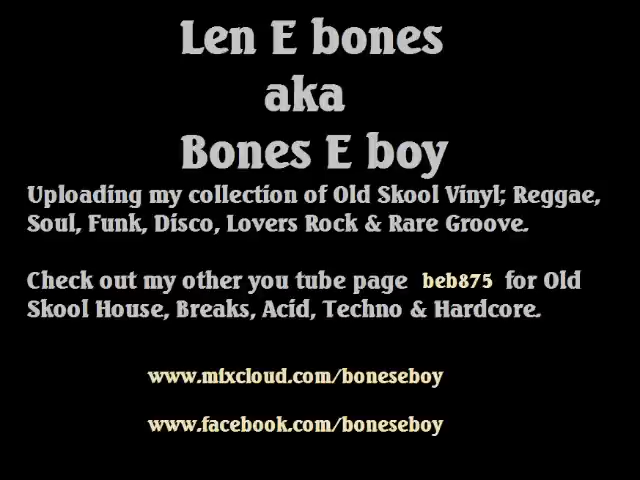 Len E bones
aka
Bones E boy
Uploading my collection of Old Skool Vinyl; Reggae,
Soul, Funk, Disco, Lovers Rock & Rare Groove.
Check out my other you tube page beb875 for Old
Skool House, Breaks, Acid, Techno & Hardcore.
www.mixcloud.com/boneseboy
www.facebook.com/boneseboy